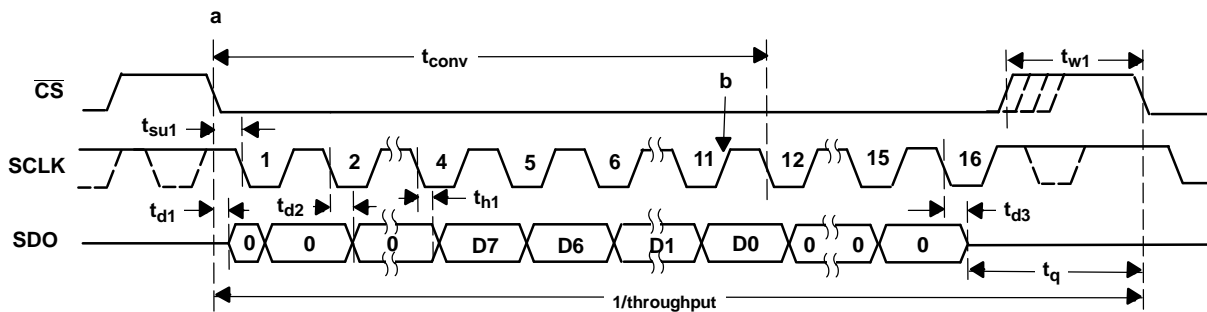 a
tconv
tw1
CS
b
tsu1
SCLK
1 2 4 5 6 11 12 15 16
td1
td2
th1
td3
SDO
0 0 0 D7 D6 D1 D0 0 0 0
tq
1/throughput